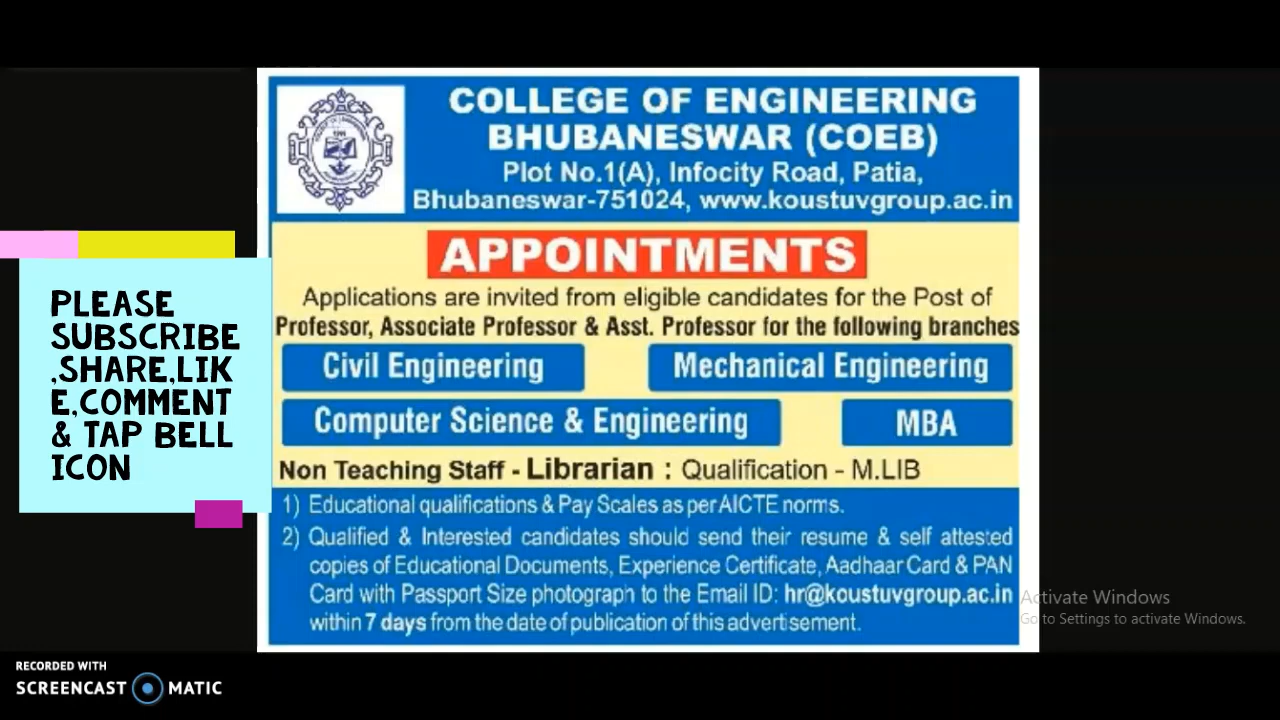 COLLEGE OF ENGINEERING
BHUBANESWAR (COEB)
Plot No.1(A), Infocity Road, Patia,
Bhubaneswar-751024, www.koustuvgroup.ac.in
APPOINTMENTS
Applications are invited from eligible candidates for the Post of
Professor, Associate Professor & Asst. Professor for the following branches
Civil Engineering
Mechanical Engineering
Computer Science & Engineering
MBA
Non Teaching Staff - Librarian : Qualification - M.LIB
1) Educational qualifications & Pay Scales as per AICTE norms.
2) Qualified & Interested candidates should send their resume & self attested
copies of Educational Documents, Experience Certificate, Aadhaar Card & PAN
Card with Passport Size photograph to the Email ID: hr@koustuvgroup.ac.in
within 7 days from the date of publication of this advertisement.
PLEASE
SUBSCRIBE
,SHARE,LIK
E,COMMENT
& TAP BELL
ICON
Activate Windows
Go to Settings to activate Windows.
RECORDED WITH
SCREENCAST MATIC